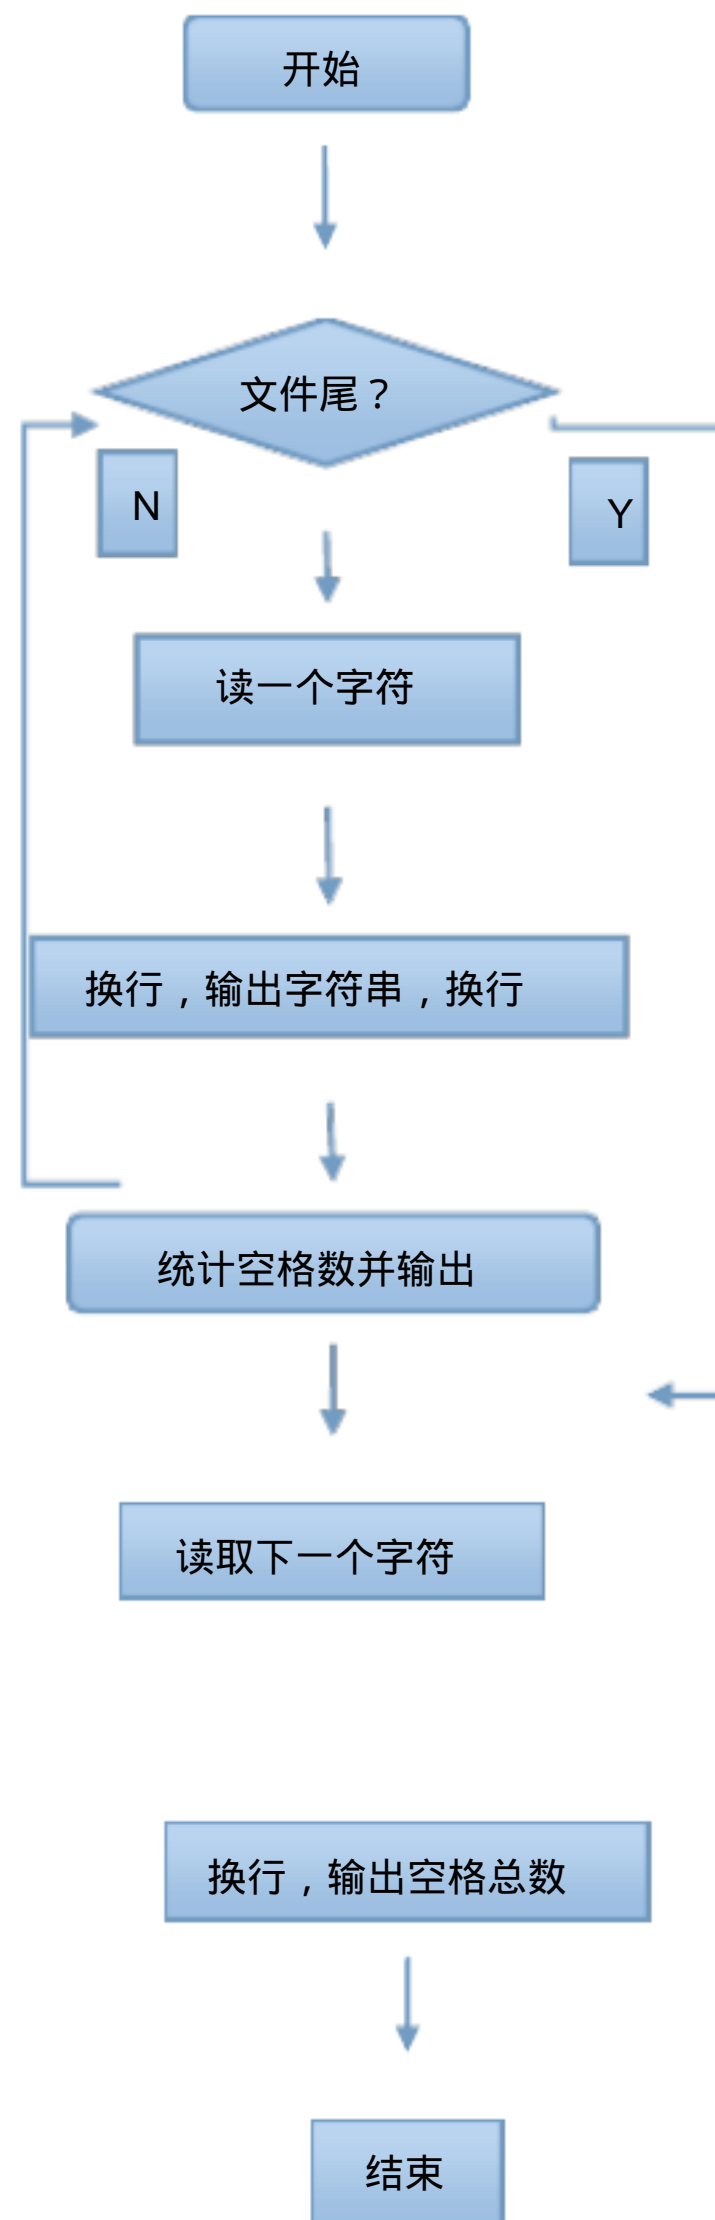 开始
文件尾？
N
Y
读一个字符
换行，输出字符串，换行
统计空格数并输出
读取下一个字符
换行，输出空格总数
结束